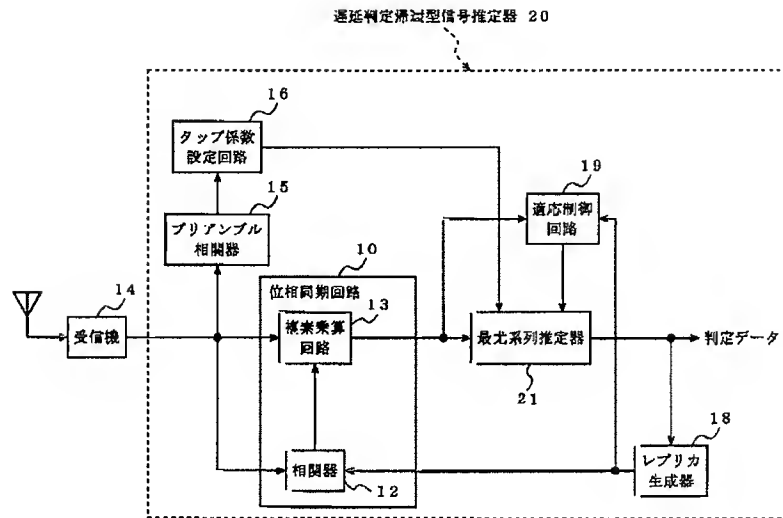 遅延判定帰還型信号推定器 20
16
タップ係数
設定回路
15
プリアンブル
相関器
19
適応制御
回路
10
位相同期回路
14
受信機
13
複素乗算
回路
最尤系列推定器
21
判定データ
18
レプリカ
生成器
相関器
12